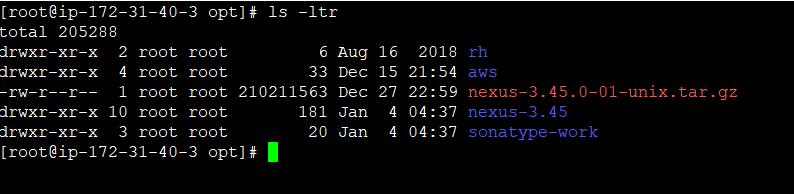 [root@ip-172-31-40-3 opt]# ls -ltr
total 205288
drwxr-xr-x  2 root root         6 Aug 16  2018 rh
drwxr-xr-x  4 root root        33 Dec 15 21:54 aws
-rw-r--r--  1 root root 210211563 Dec 27 22:59 nexus-3.45.0-01-unix.tar.gz
drwxr-xr-x 10 root root       181 Jan  4 04:37 nexus-3.45
drwxr-xr-x  3 root root        20 Jan  4 04:37 sonatype-work
[root@ip-172-31-40-3 opt]#